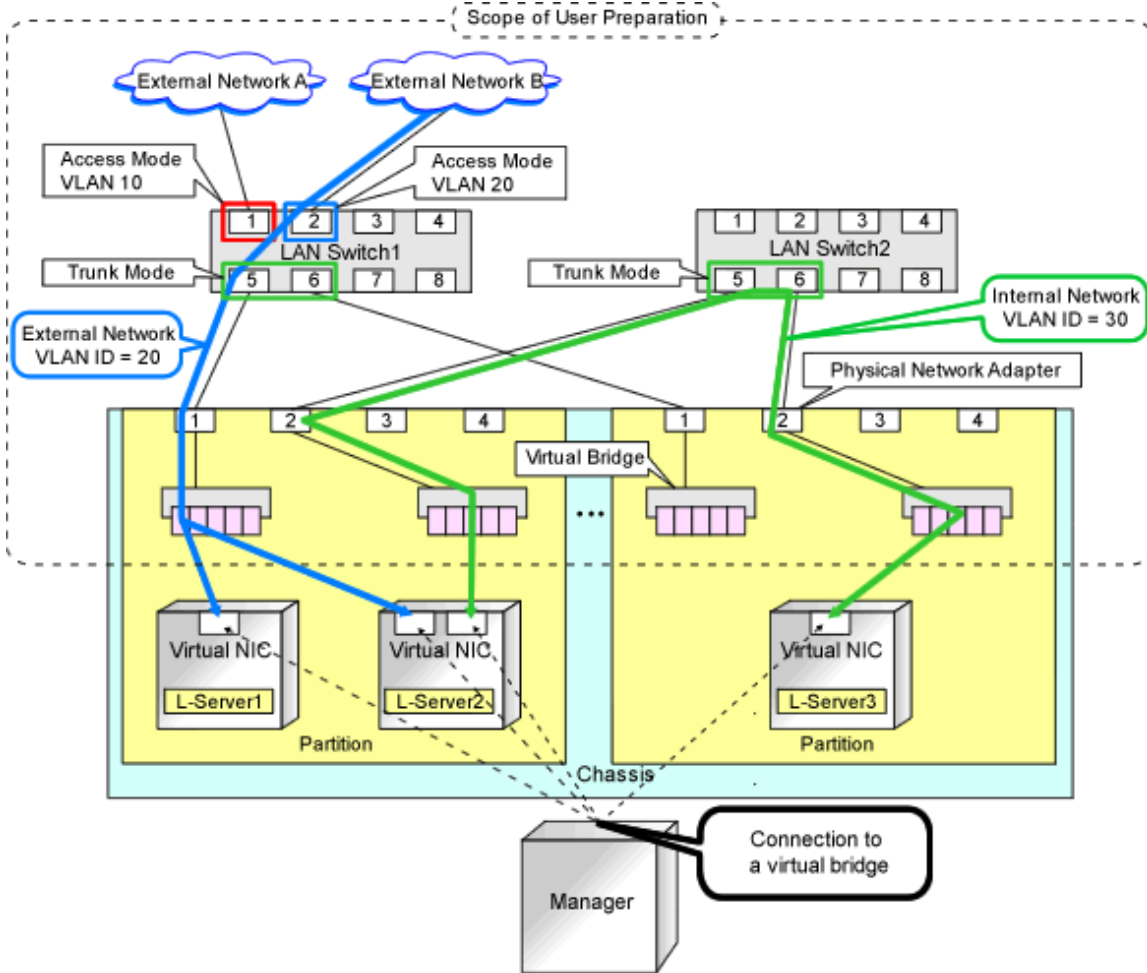 Scope of User Preparation
External Network A
External Network B
Access Mode
VLAN 10
Access Mode
VLAN 20
1 2 3 4
LAN Switch1
Trunk Mode
5 6 7 8
1 2 3 4
LAN Switch2
Trunk Mode
5 6 7 8
External Network
VLAN ID = 20
Internal Network
VLAN ID = 30
Physical Network Adapter
1 2 3 4
1 2 3 4
Virtual Bridge
...
Virtual NIC
L-Server1
Virtual NIC
L-Server2
Virtual NIC
L-Server3
Partition
Partition
Chassis
Manager
Connection to
a virtual bridge